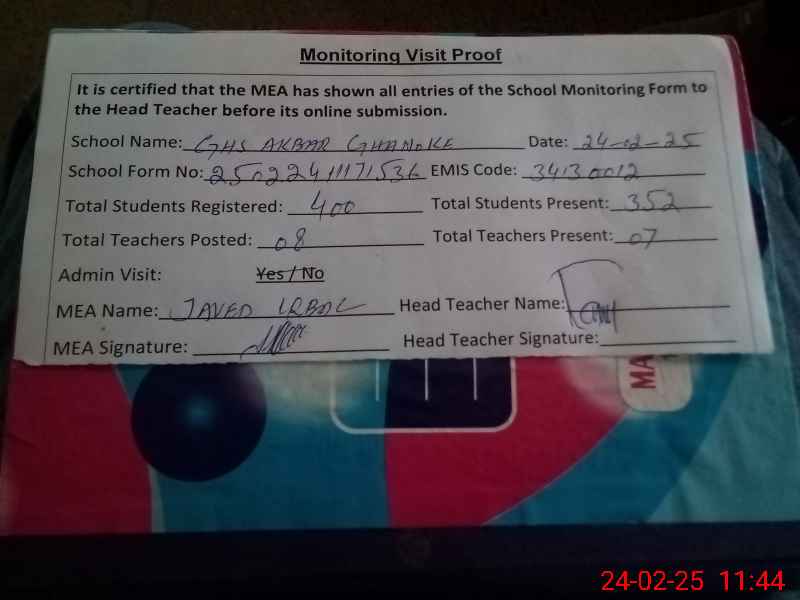 Monitoring Visit Proof
It is certified that the MEA has shown all entries of the School Monitoring Form to
the Head Teacher before its online submission.
School Name: GHS AKBAR GHANOKE Date: 24-02-25
School Form No: 250224111171536 EMIS Code: 34130012
Total Students Registered: 400 Total Students Present: 352
Total Teachers Posted: 08 Total Teachers Present: 07
Admin Visit: Yes / No
MEA Name: JAVED IQBAL Head Teacher Name:
MEA Signature: Head Teacher Signature:
MA
24-02-25 11:44